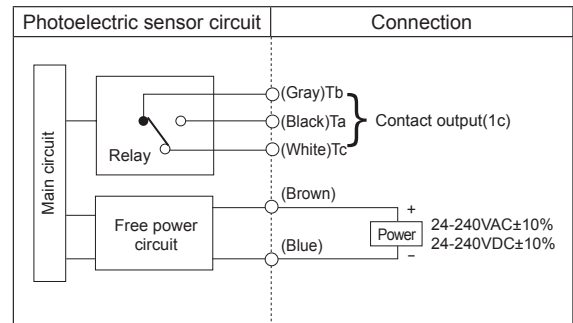 Photoelectric sensor circuit
Connection
Main circuit
Relay
(Gray)Tb
(Black)Ta
(White)Tc
Contact output(1c)
Free power
circuit
(Brown)
(Blue)
+
Power
−
24-240VAC±10%
24-240VDC±10%